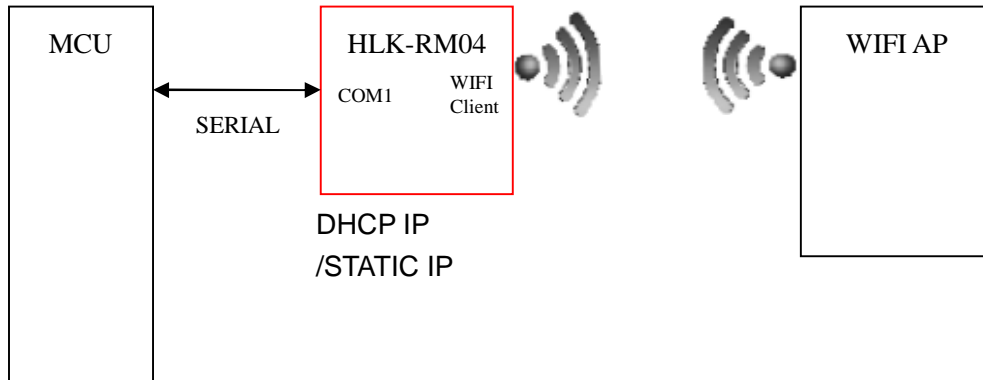 MCU
SERIAL
HLK-RM04
COM1
WIFI
Client
DHCP IP
/STATIC IP
WIFI AP